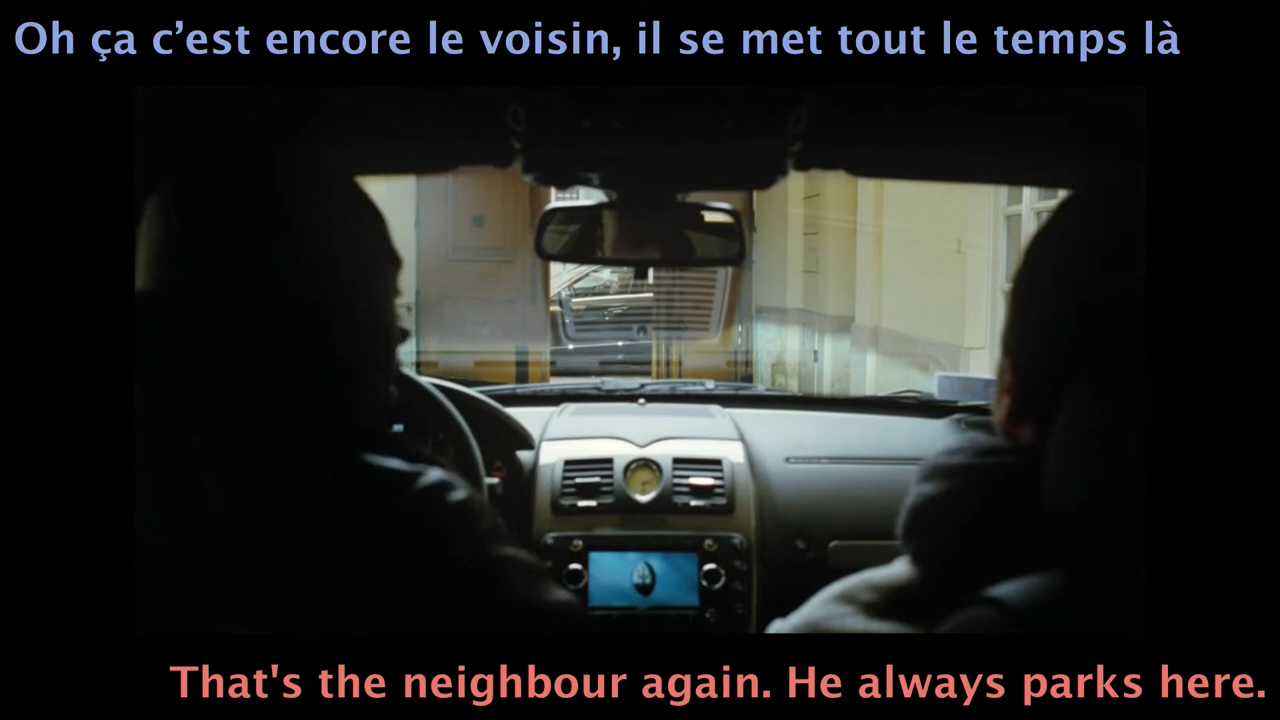 Oh ça c’est encore le voisin, il se met tout le temps là
That's the neighbour again. He always parks here.